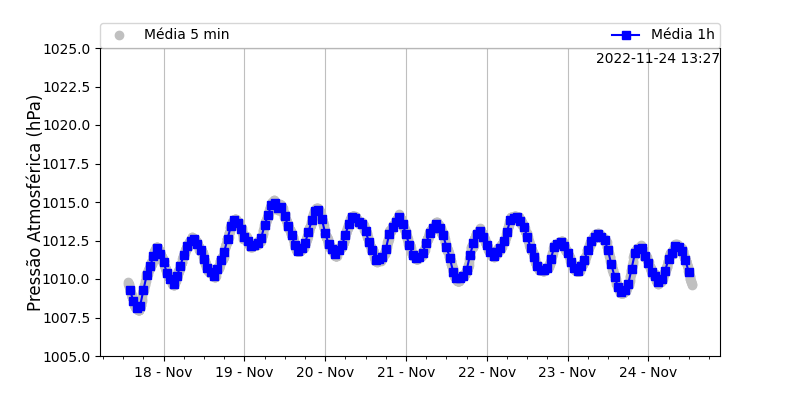 Média 5 min
Média 1h
2022-11-24 13:27
Pressão Atmosférica (hPa)
1025.0
1022.5
1020.0
1017.5
1015.0
1012.5
1010.0
1007.5
1005.0
18 - Nov
19 - Nov
20 - Nov
21 - Nov
22 - Nov
23 - Nov
24 - Nov